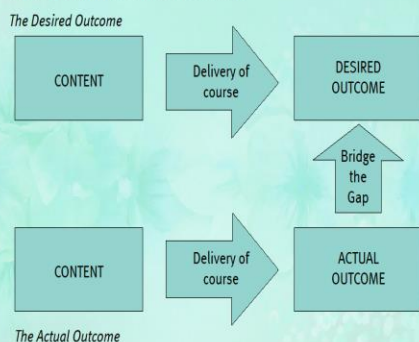 The Desired Outcome
CONTENT
Delivery of
course
DESIRED
OUTCOME
Bridge
the
Gap
CONTENT
Delivery of
course
ACTUAL
OUTCOME
The Actual Outcome